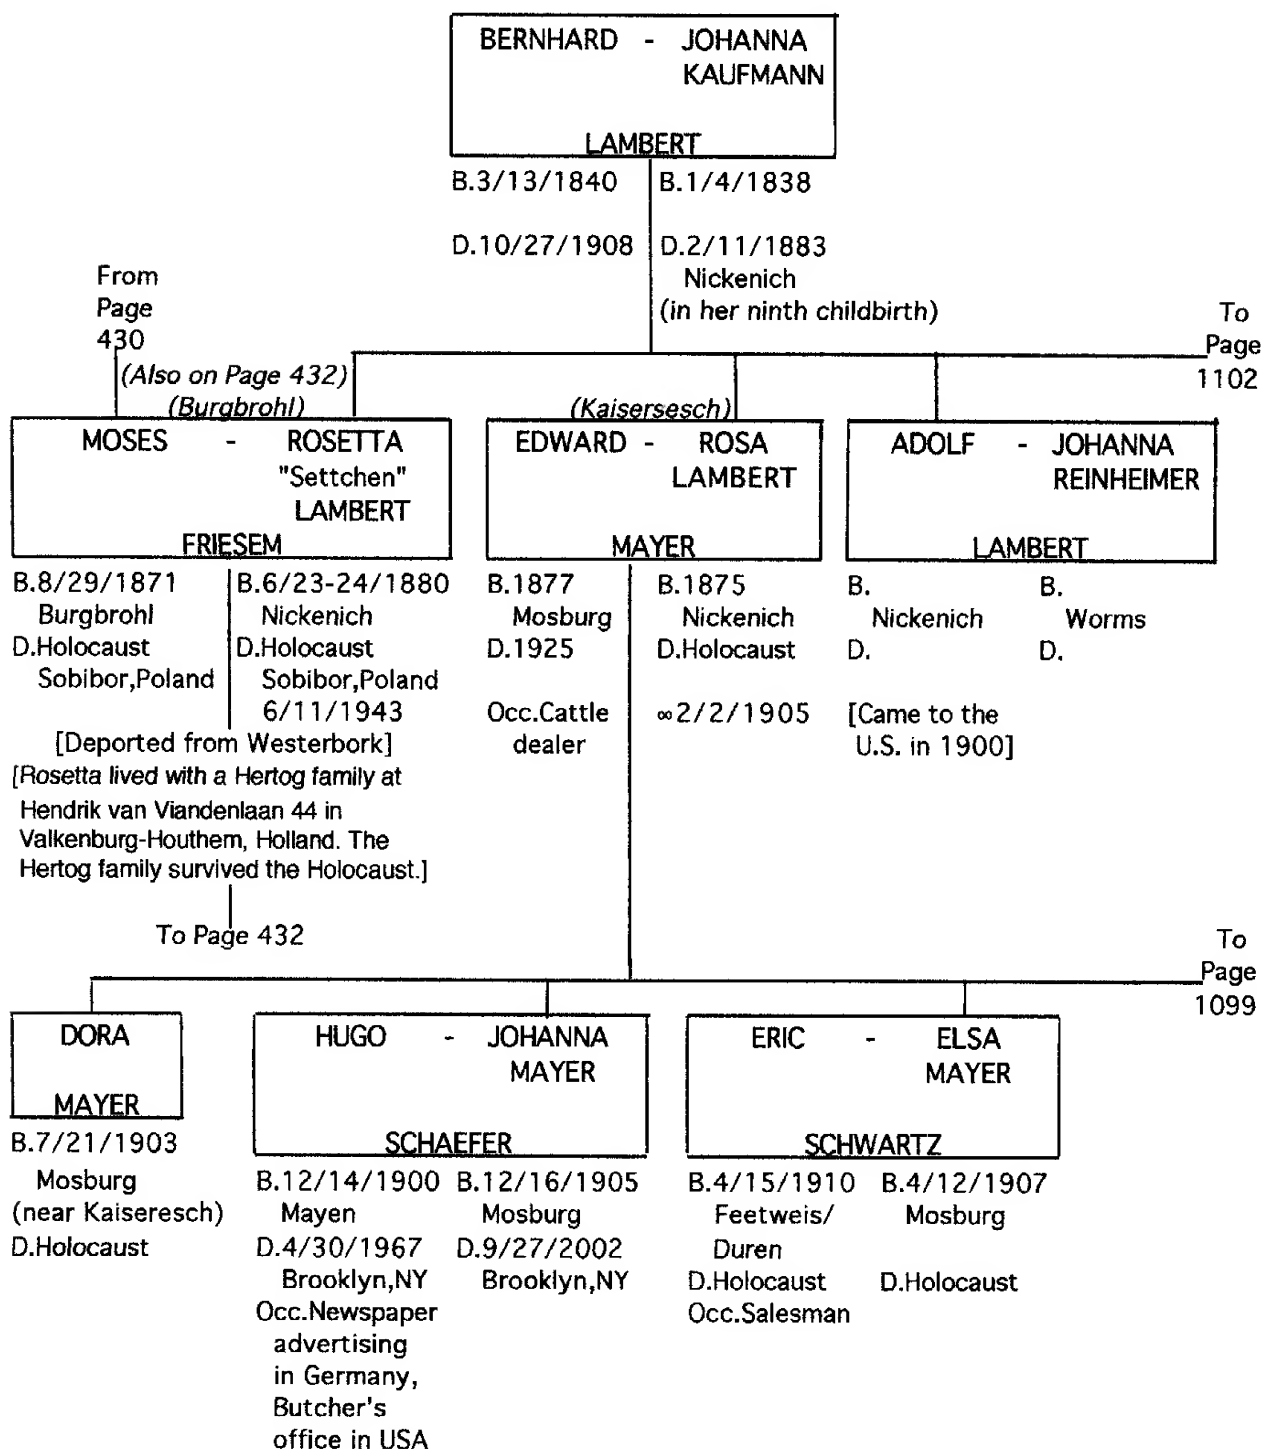 BERNHARD - JOHANNA
KAUFMANN
LAMBERT
B.3/13/1840 B.1/4/1838
D.10/27/1908 D.2/11/1883
Nickenich
(in her ninth childbirth)
From
Page
430
To
Page
1102
(Also on Page 432)
(Burgbrohl)
MOSES - ROSETTA
"Settchen"
LAMBERT
FRIESEM
B.8/29/1871 B.6/23-24/1880
Burgbrohl Nickenich
D.Holocaust D.Holocaust
Sobibor,Poland Sobibor,Poland
6/11/1943
[Deported from Westerbork]
[Rosetta lived with a Hertog family at
Hendrik van Viandenlaan 44 in
Valkenburg-Houthem, Holland. The
Hertog family survived the Holocaust.]
To Page 432
(Kaisersesch)
EDWARD - ROSA
LAMBERT
MAYER
B.1877 B.1875
Mosburg Nickenich
D.1925 D.Holocaust
Occ.Cattle ∞2/2/1905
dealer
ADOLF - JOHANNA
REINHEIMER
LAMBERT
B. B.
Nickenich Worms
D. D.
[Came to the
U.S. in 1900]
To
Page
1099
DORA
MAYER
B.7/21/1903
Mosburg
(near Kaiseresch)
D.Holocaust
HUGO - JOHANNA
MAYER
SCHAEFER
B.12/14/1900 B.12/16/1905
Mayen Mosburg
D.4/30/1967 D.9/27/2002
Brooklyn,NY Brooklyn,NY
Occ.Newspaper
advertising
in Germany,
Butcher's
office in USA
ERIC - ELSA
MAYER
SCHWARTZ
B.4/15/1910 B.4/12/1907
Feetweis/ Mosburg
Duren
D.Holocaust D.Holocaust
Occ.Salesman